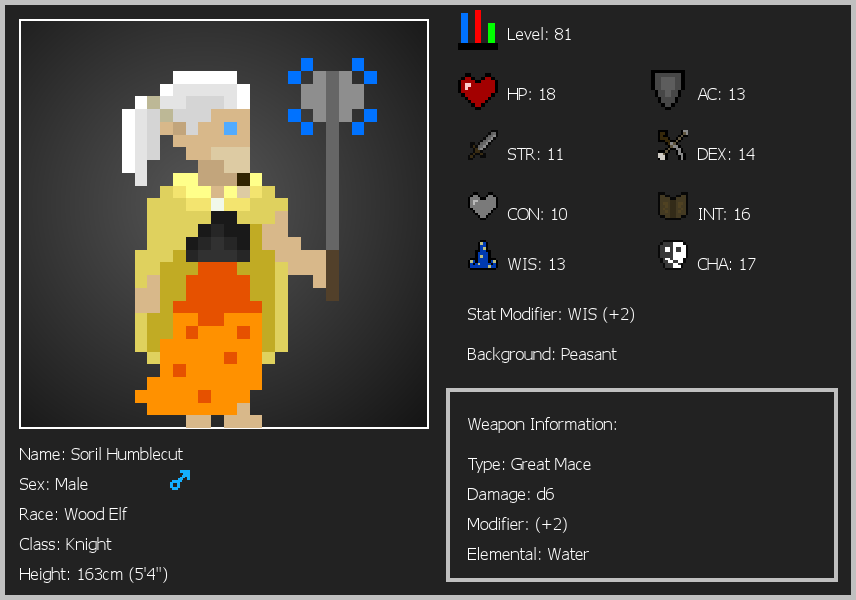 Level: 81
HP: 18
AC: 13
STR: 11
DEX: 14
CON: 10
INT: 16
WIS: 13
CHA: 17
Stat Modifier: WIS (+2)
Background: Peasant
Weapon Information:
Type: Great Mace
Damage: d6
Modifier: (+2)
Elemental: Water
Name: Soril Humblecut
Sex: Male
Race: Wood Elf
Class: Knight
Height: 163cm (5'4")